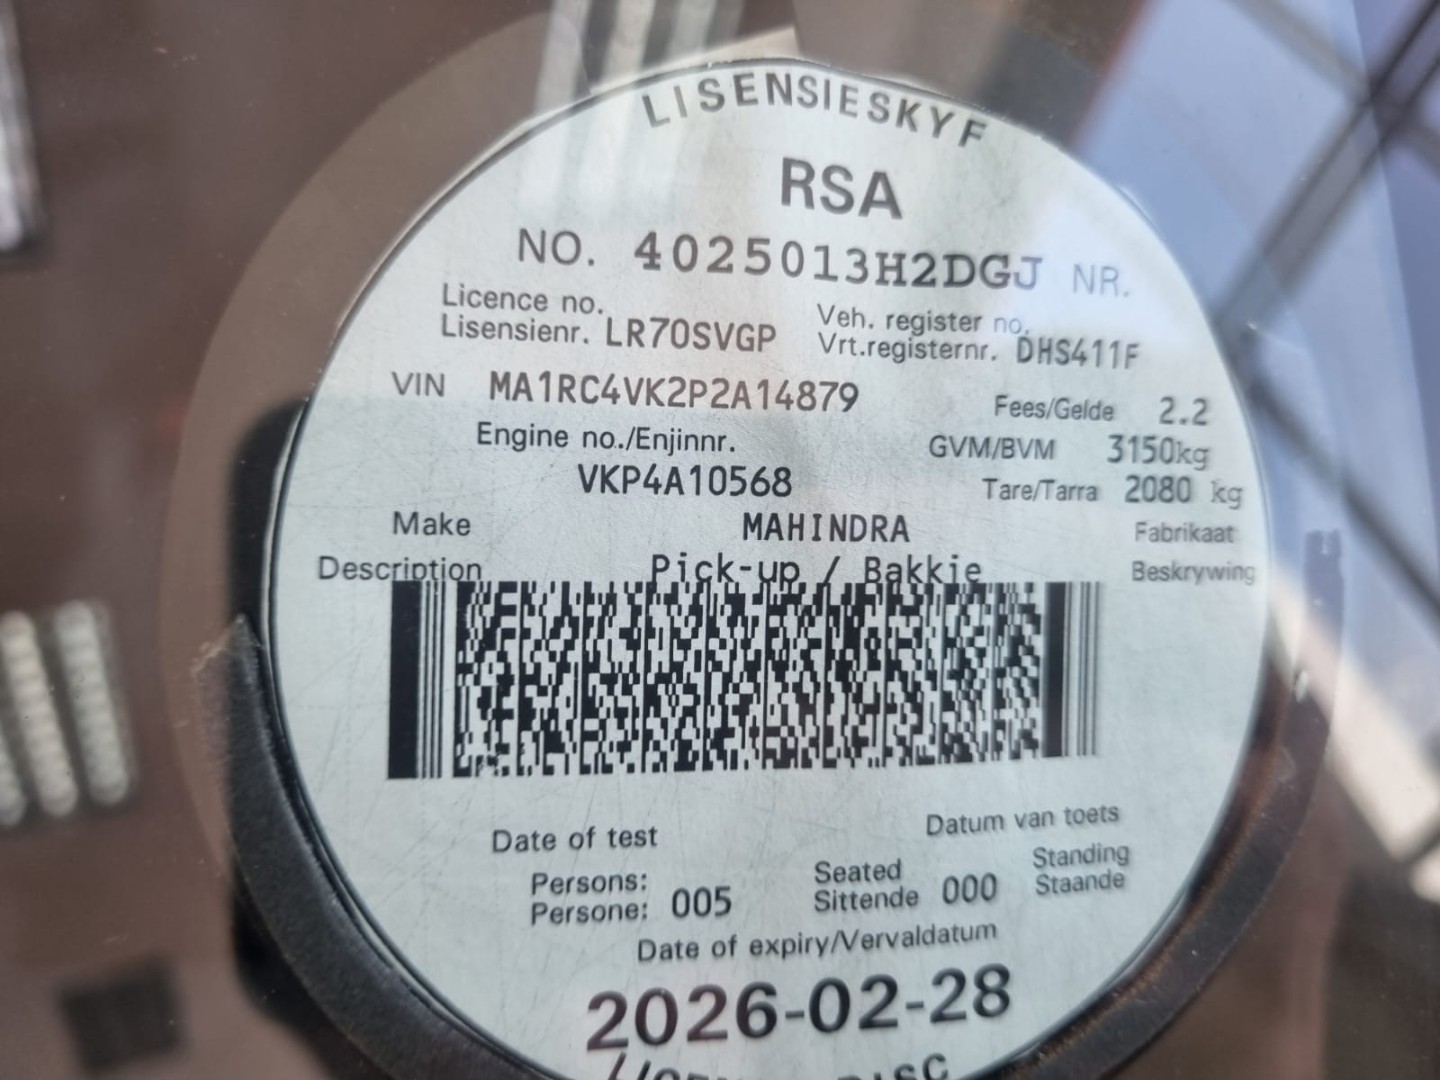 LISENSIESKYF
RSA
NO. 4025013H2DGJ NR.
Licence no.
Lisensienr. LR70SVGP
Veh. register no.
Vrt.registernr. DHS411F
VIN MA1RC4VK2P2A14879
Fees/Gelde 2.2
Engine no./Enjinnr.
VKP4A10568
GVM/BVM 3150kg
Tare/Tarra 2080 kg
Make MAHINDRA Fabrikaat
Description Pick-up / Bakkie Beskrywing
Date of test Datum van toets
Persons:
Persone: 005
Seated
Sittende 000
Standing
Staande
Date of expiry/Vervaldatum
2026-02-28
DISC